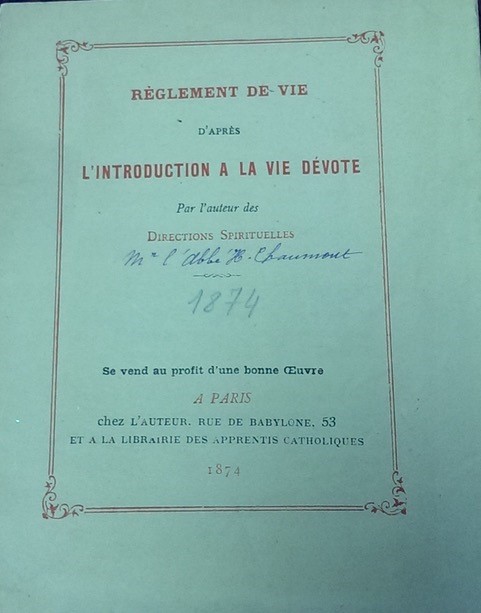 RÈGLEMENT DE VIE
D'APRÈS
L'INTRODUCTION A LA VIE DÉVOTE
Par l'auteur des
DIRECTIONS SPIRITUELLES
Mr l'Abbé H. Chaumont
1874
Se vend au profit d'une bonne Œuvre
A PARIS
chez L'AUTEUR. RUE DE BABYLONE, 53
ET A LA LIBRAIRIE DES APPRENTIS CATHOLIQUES
1874